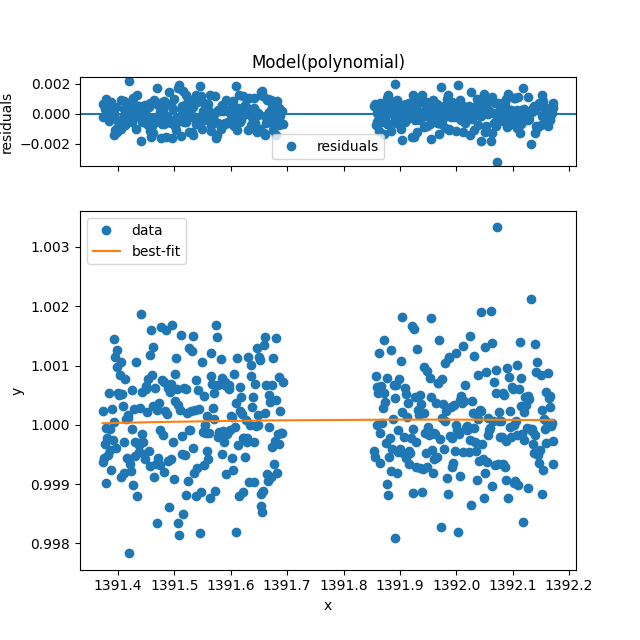 Model(polynomial)
0.002
0.000
−0.002
residuals
residuals
data
best-fit
1.003
1.002
1.001
1.000
0.999
0.998
y
1391.4 1391.5 1391.6 1391.7 1391.8 1391.9 1392.0 1392.1 1392.2
x